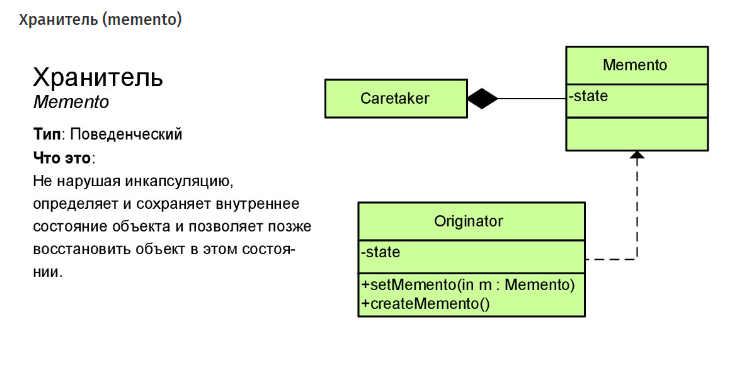 Хранитель (memento)
Хранитель
Memento
Тип: Поведенческий
Что это:
Не нарушая инкапсуляцию,
определяет и сохраняет внутреннее
состояние объекта и позволяет позже
восстановить объект в этом состоя-
нии.
Caretaker
Memento
-state
Originator
-state
+setMemento(in m : Memento)
+createMemento()